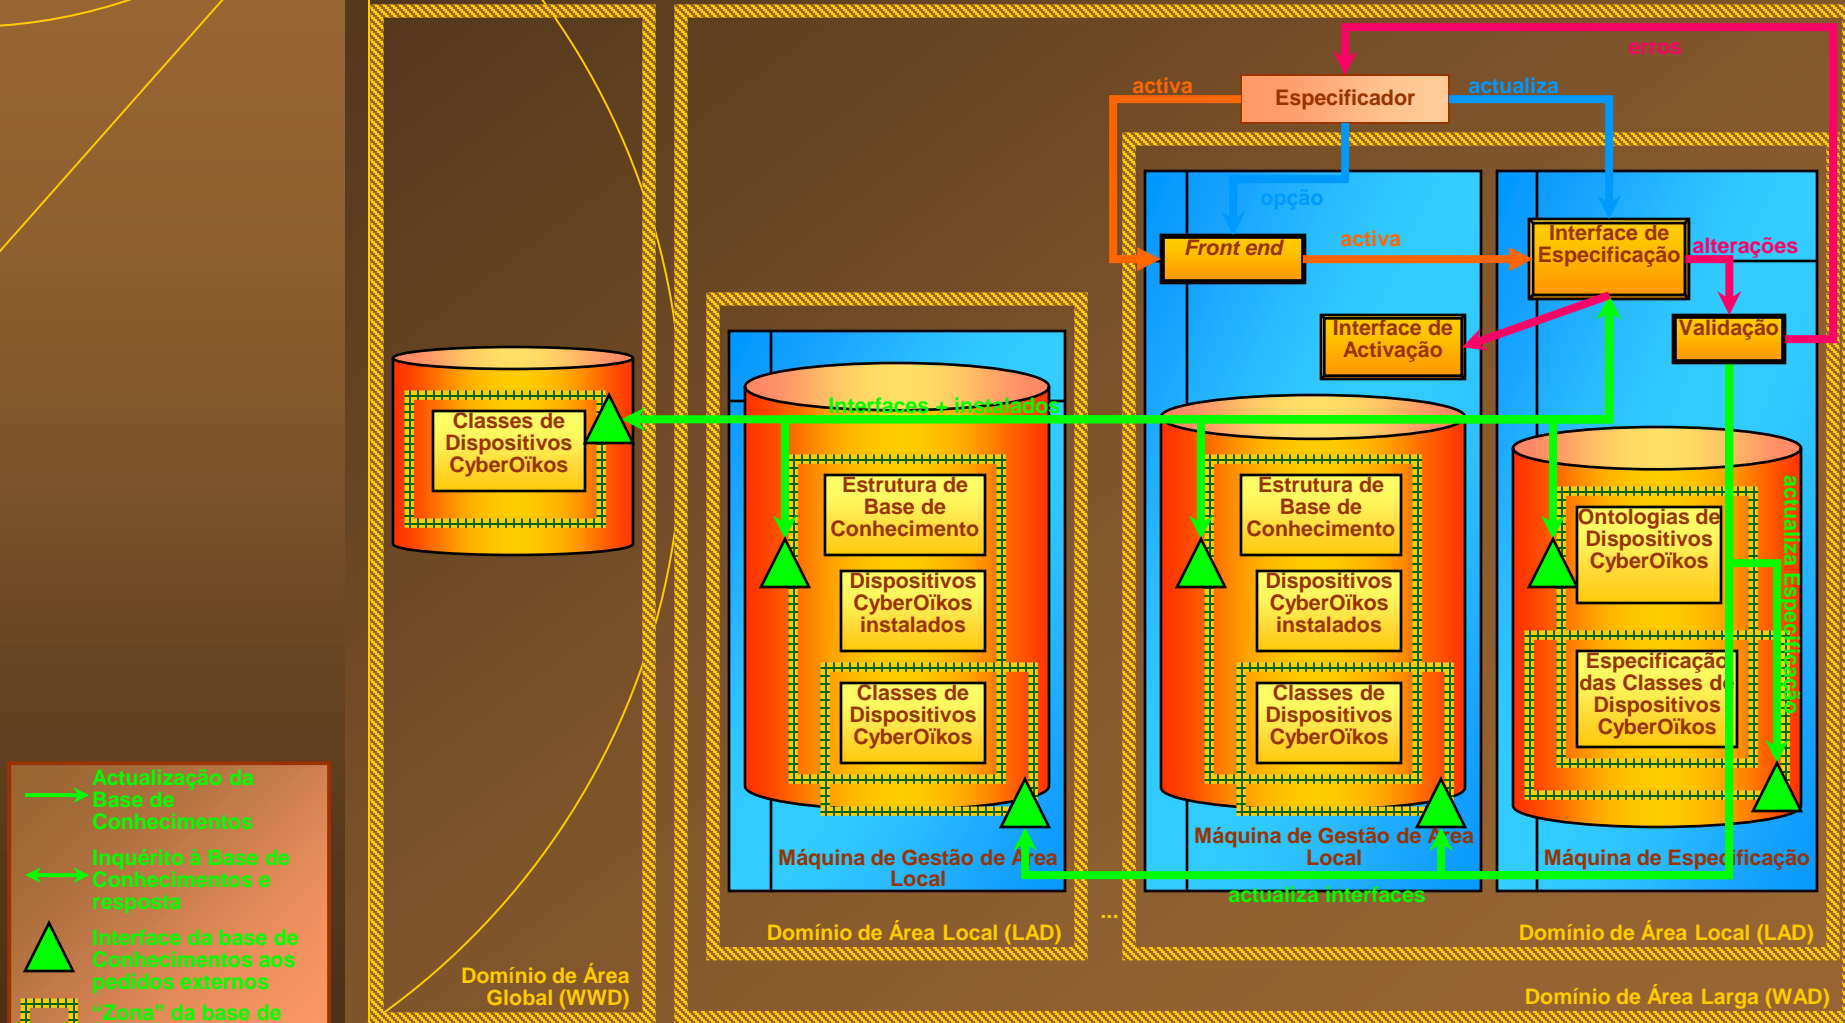 erros
activa
Especificador
actualiza
opção
Front end
activa
Interface de
Especificação
alterações
Interface de
Activação
Validação
Classes de
Dispositivos
CyberOïkos
Interfaces + instalados
Estrutura de
Base de
Conhecimento
Dispositivos
CyberOïkos
instalados
Classes de
Dispositivos
CyberOïkos
Máquina de Gestão de Área
Local
Estrutura de
Base de
Conhecimento
Dispositivos
CyberOïkos
instalados
Classes de
Dispositivos
CyberOïkos
Máquina de Gestão de Área
Local
Ontologias de
Dispositivos
CyberOïkos
Especificação
das Classes de
Dispositivos
CyberOïkos
actualiza Especificação
Máquina de Especificação
actualiza interfaces
...
Domínio de Área Local (LAD)
Domínio de Área Local (LAD)
Domínio de Área
Global (WWD)
Domínio de Área Larga (WAD)
Actualização da
Base de
Conhecimentos
Inquérito à Base de
Conhecimentos e
resposta
Interface da base de
Conhecimentos aos
pedidos externos
“Zona” da base de